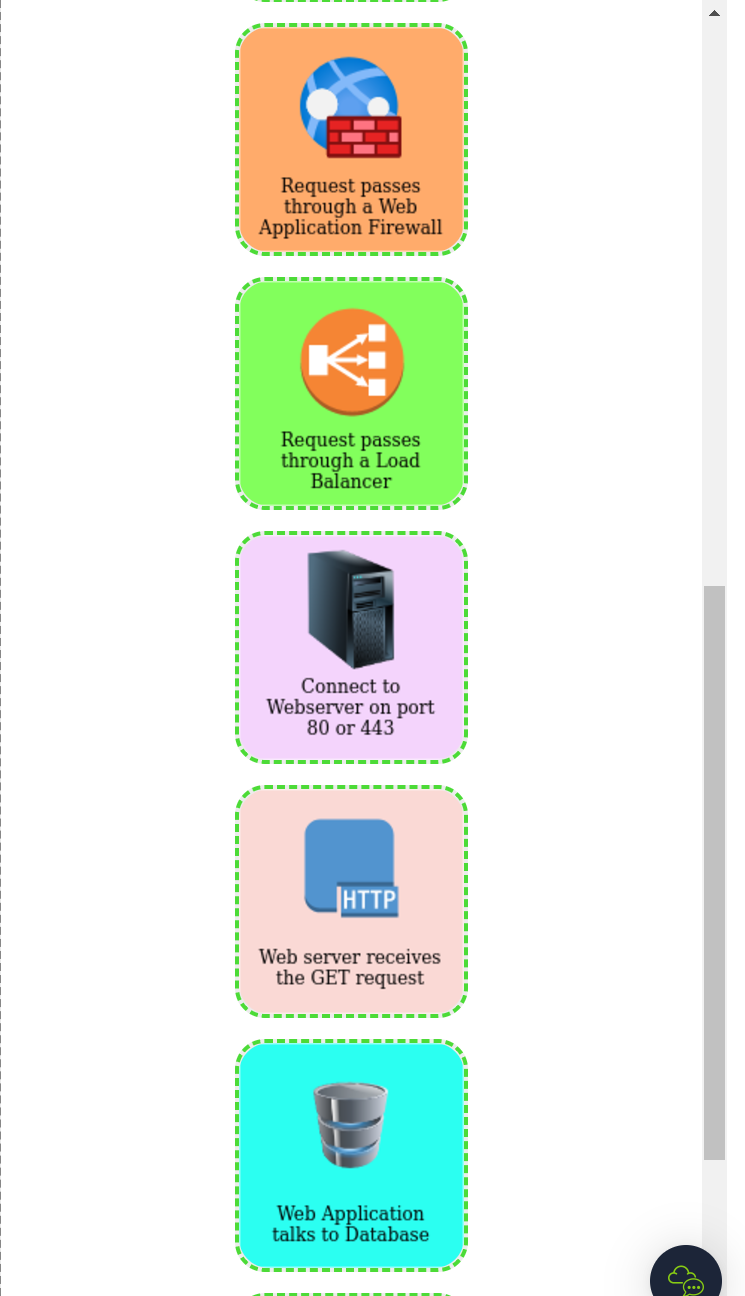 Request passes
through a Web
Application Firewall
Request passes
through a Load
Balancer
Connect to
Webserver on port
80 or 443
HTTP
Web server receives
the GET request
Web Application
talks to Database